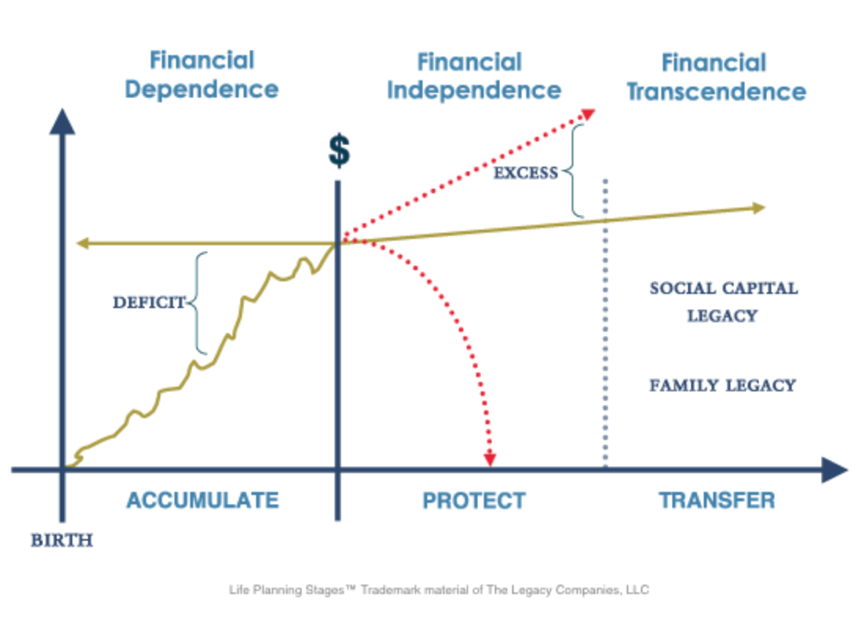 Financial
Dependence
Financial
Independence
Financial
Transcendence
$
EXCESS
DEFICIT
SOCIAL CAPITAL
LEGACY
FAMILY LEGACY
ACCUMULATE
PROTECT
TRANSFER
BIRTH
Life Planning Stages™ Trademark material of The Legacy Companies, LLC